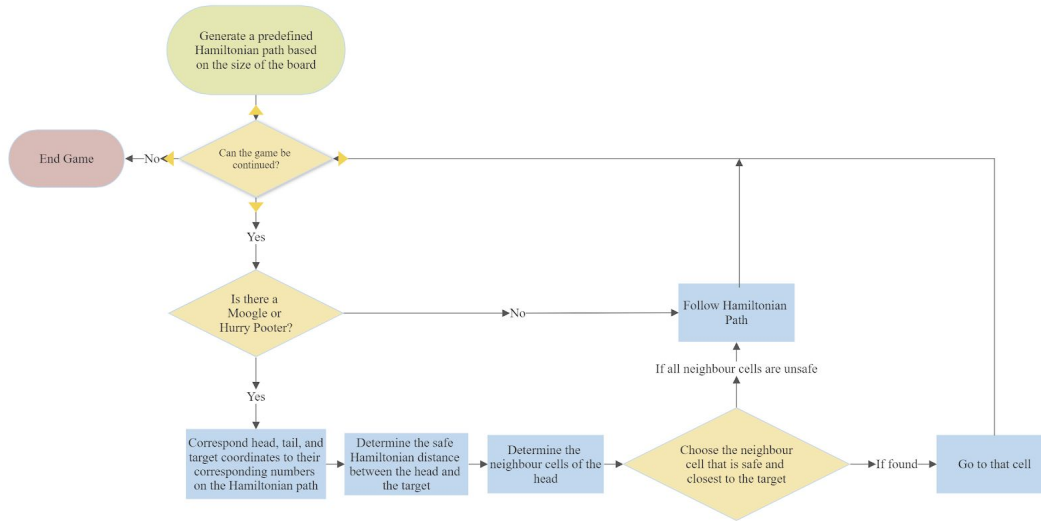 Generate a predefined
Hamiltonian path based
on the size of the board
End Game
No
Can the game be
continued?
Yes
Is there a
Moogle or
Hurry Pooter?
No
Follow Hamiltonian
Path
If all neighbour cells are unsafe
Yes
Correspond head, tail, and
target coordinates to their
corresponding numbers
on the Hamiltonian path
Determine the safe
Hamiltonian distance
between the head and
the target
Determine the
neighbour cells of the
head
Choose the neighbour
cell that is safe and
closest to the target
If found
Go to that cell